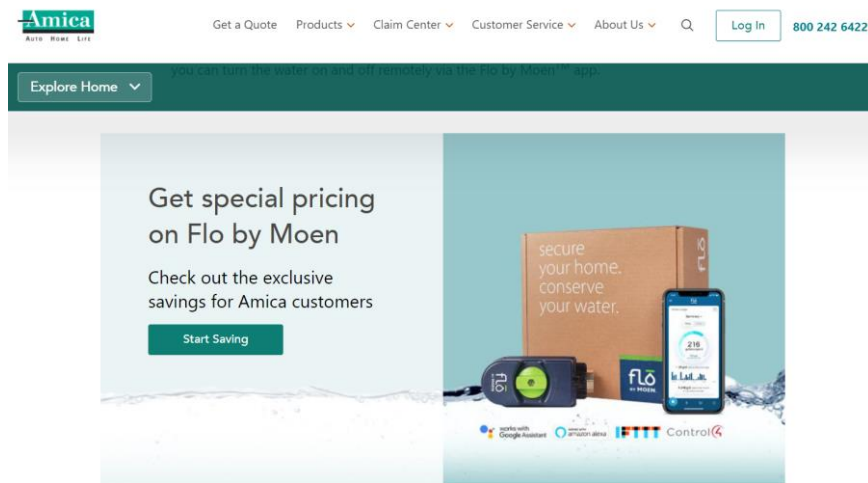 Amica
AUTO HOME LIFE
Get a Quote Products Claim Center Customer Service About Us Log In 800 242 6422
you can turn the water on and off remotely via the Flo by Moen™ app.
Explore Home
Get special pricing
on Flo by Moen
Check out the exclusive
savings for Amica customers
Start Saving
secure
your home.
conserve
your water.
flo
flo
BY MOEN
flo
216
works with
Google Assistant
amazon alexa
IFTTT
Control4